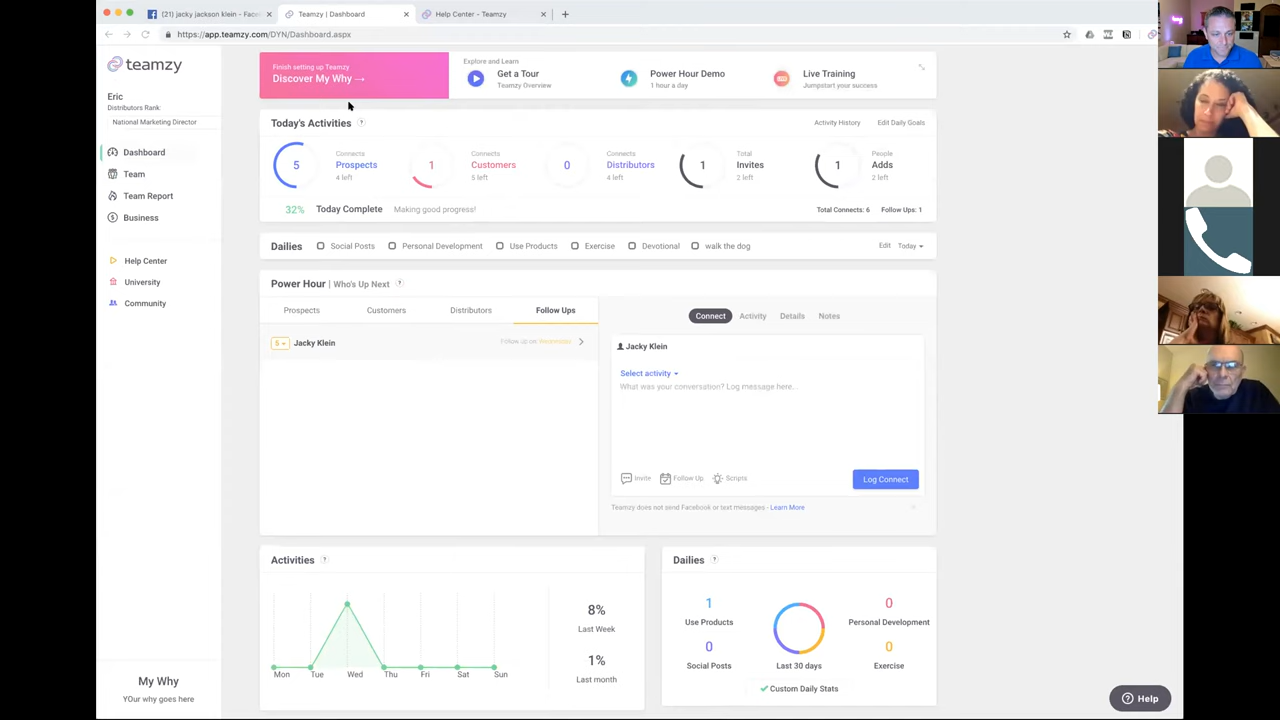 (21) jacky jackson klein - Face
Teamzy | Dashboard
Help Center - Teamzy
https://app.teamzy.com/DYN/Dashboard.aspx
teamzy
Eric
Distributors Rank:
National Marketing Director
Dashboard
Team
Team Report
Business
Help Center
University
Community
My Why
YOur why goes here
Finish setting up Teamzy
Discover My Why →
Explore and Learn
Get a Tour
Teamzy Overview
Power Hour Demo
1 hour a day
Live Training
Jumpstart your success
Today's Activities ?
Activity History
Edit Daily Goals
5
Connects
Prospects
4 left
1
Connects
Customers
5 left
0
Connects
Distributors
4 left
1
Total
Invites
2 left
1
People
Adds
2 left
32% Today Complete Making good progress!
Total Connects: 6 Follow Ups: 1
Dailies Social Posts Personal Development Use Products Exercise Devotional walk the dog Edit Today
Power Hour | Who's Up Next ?
Prospects Customers Distributors Follow Ups
Jacky Klein
Follow up on
Connect Activity Details Notes
Jacky Klein
Select activity
What was your conversation? Log message here...
Invite Follow Up Scripts
Log Connect
Teamzy does not send Facebook or text messages - Learn More
Activities ?
Mon Tue Wed Thu Fri Sat Sun
8%
Last Week
1%
Last month
Dailies ?
1
Use Products
0
Social Posts
Last 30 days
0
Personal Development
0
Exercise
Custom Daily Stats
? Help